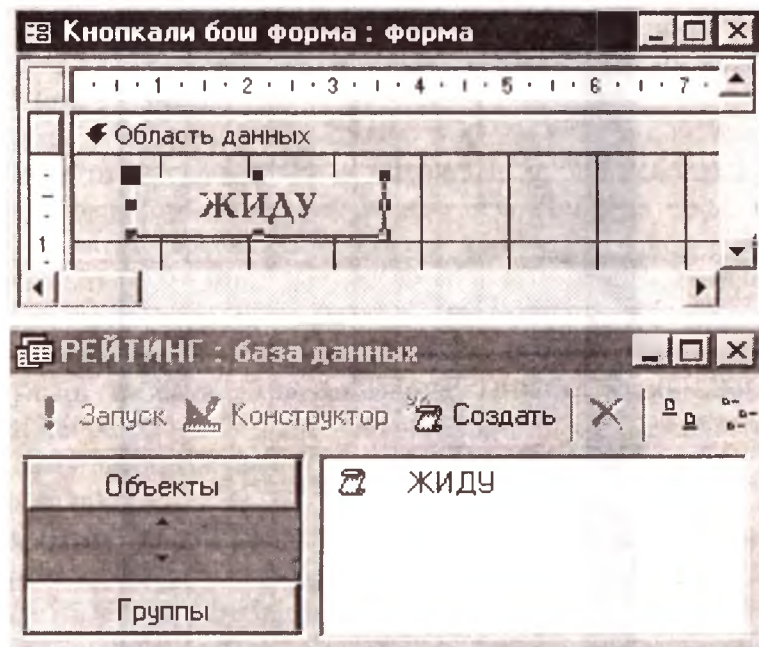 Кнопкали бош форма : форма
1 2 3 4 5 6 7
Область данных
ЖИДУ
1
РЕЙТИНГ : база данных
Запуск Конструктор Создать
Объекты
ЖИДУ
Группы